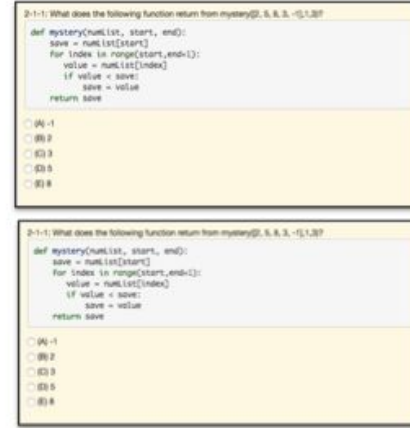 2-1-1: What does the following function return from mystery([2, 5, 8, 3, -1],1,3)?
def mystery(numList, start, end):
save = numList[start]
for index in range(start,end+1):
value = numList[index]
if value < save:
save = value
return save
(A) -1
(B) 2
(C) 3
(D) 5
(E) 8
2-1-1: What does the following function return from mystery([2, 5, 8, 3, -1],1,3)?
def mystery(numList, start, end):
save = numList[start]
for index in range(start,end+1):
value = numList[index]
if value < save:
save = value
return save
(A) -1
(B) 2
(C) 3
(D) 5
(E) 8